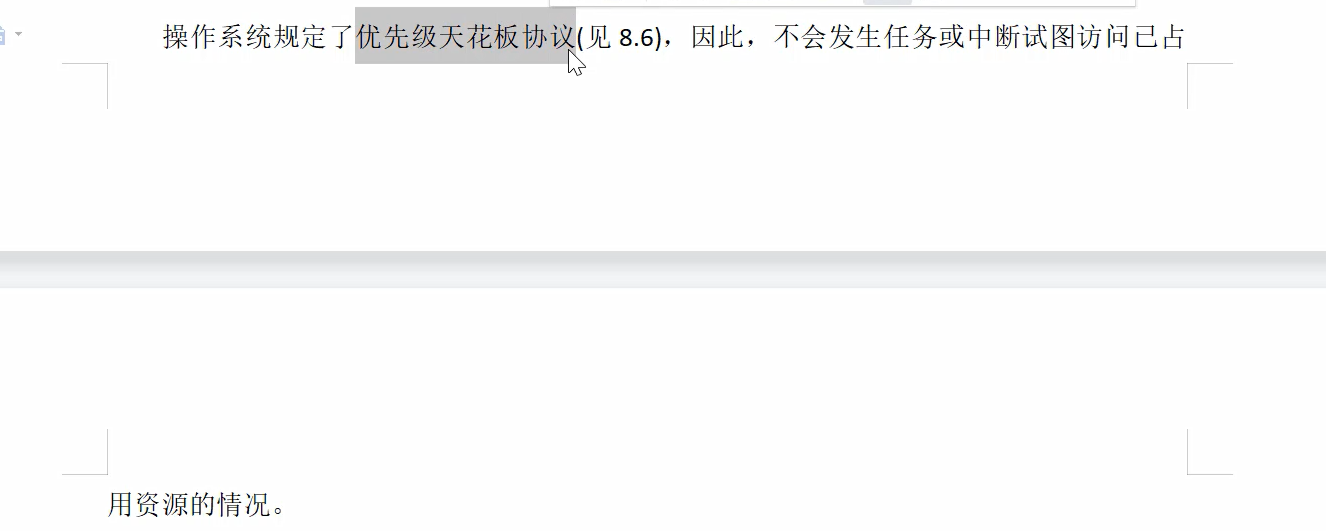 操作系统规定了优先级天花板协议(见 8.6)，因此，不会发生任务或中断试图访问已占
用资源的情况。